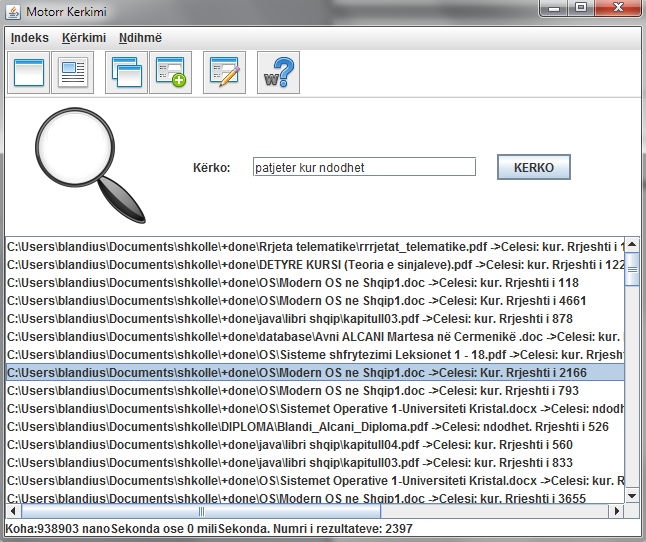 Motorr Kerkimi
Indeks Kërkimi Ndihmë
w?
Kërko: patjeter kur ndodhet KERKO
C:\Users\blandius\Documents\shkolle\+done\Rrjeta telematike\rrrjetat_telematike.pdf ->Celesi: kur. Rrjeshti i 1
C:\Users\blandius\Documents\shkolle\+done\DETYRE KURSI (Teoria e sinjaleve).pdf ->Celesi: kur. Rrjeshti i 122
C:\Users\blandius\Documents\shkolle\+done\OS\Modern OS ne Shqip1.doc ->Celesi: kur. Rrjeshti i 118
C:\Users\blandius\Documents\shkolle\+done\OS\Modern OS ne Shqip1.doc ->Celesi: kur. Rrjeshti i 4661
C:\Users\blandius\Documents\shkolle\+done\java\libri shqip\kapitull03.pdf ->Celesi: kur. Rrjeshti i 878
C:\Users\blandius\Documents\shkolle\+done\database\Avni ALCANI Martesa në Cermenikë .doc ->Celesi: kur.
C:\Users\blandius\Documents\shkolle\+done\OS\Sisteme shfrytezimi Leksionet 1 - 18.pdf ->Celesi: kur. Rrjesht
C:\Users\blandius\Documents\shkolle\+done\OS\Modern OS ne Shqip1.doc ->Celesi: kur. Rrjeshti i 2166
C:\Users\blandius\Documents\shkolle\+done\OS\Modern OS ne Shqip1.doc ->Celesi: kur. Rrjeshti i 793
C:\Users\blandius\Documents\shkolle\+done\OS\Sistemet Operative 1-Universiteti Kristal.docx ->Celesi: ndodh
C:\Users\blandius\Documents\shkolle\DIPLOMA\Blandi_Alcani_Diploma.pdf ->Celesi: ndodhet. Rrjeshti i 526
C:\Users\blandius\Documents\shkolle\+done\java\libri shqip\kapitull04.pdf ->Celesi: kur. Rrjeshti i 560
C:\Users\blandius\Documents\shkolle\+done\java\libri shqip\kapitull03.pdf ->Celesi: kur. Rrjeshti i 833
C:\Users\blandius\Documents\shkolle\+done\OS\Sistemet Operative 1-Universiteti Kristal.docx ->Celesi: kur. R
C:\Users\blandius\Documents\shkolle\+done\OS\Modern OS ne Shqip1.doc ->Celesi: kur. Rrjeshti i 3655
Koha:938903 nanoSekonda ose 0 miliSekonda. Numri i rezultateve: 2397